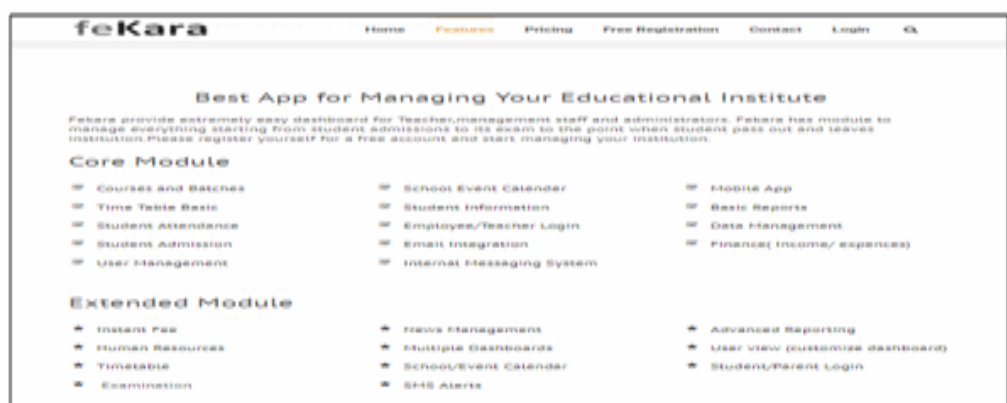 feKara
Home Features Pricing Free Registration Contact Login
Best App for Managing Your Educational Institute
Fekara provide extremely easy dashboard for Teacher,management staff and administrators. Fekara has module to
manage everything starting from student admissions to its exam to the point when student pass out and leaves
institution.Please register yourself for a free account and start managing your institution.
Core Module
Courses and Batches School Event Calender Mobile App
Time Table Basic Student Information Basic Reports
Student Attendance Employee/Teacher Login Data Management
Student Admission Email Integration Finance( Income/ expences)
User Management Internal Messaging System
Extended Module
Instant Fee News Management Advanced Reporting
Human Resources Multiple Dashboards User view (customize dashboard)
Timetable School/Event Calendar Student/Parent Login
Examination SMS Alerts